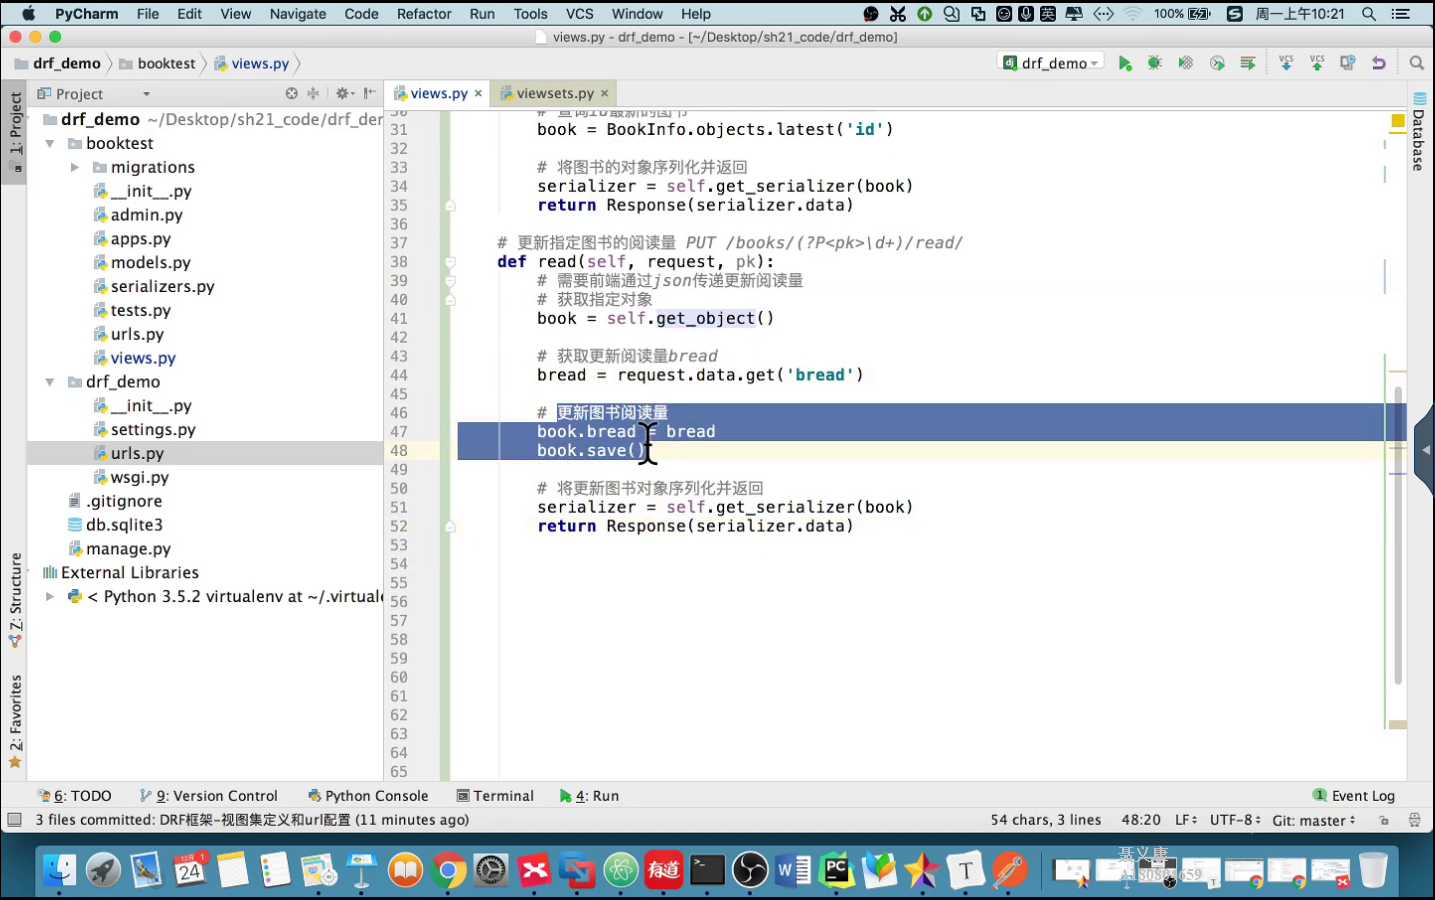 PyCharm File Edit View Navigate Code Refactor Run Tools VCS Window Help 英 100% 周一上午10:21
views.py - drf_demo - [~/Desktop/sh21_code/drf_demo]
drf_demo booktest views.py drf_demo
Project views.py × viewsets.py ×
1: Project
Database
7: Structure
2: Favorites
drf_demo ~/Desktop/sh21_code/drf_der
booktest
migrations
__init__.py
admin.py
apps.py
models.py
serializers.py
tests.py
urls.py
views.py
drf_demo
__init__.py
settings.py
urls.py
wsgi.py
.gitignore
db.sqlite3
manage.py
External Libraries
< Python 3.5.2 virtualenv at ~/.virtuale
30 # 查询id最新的图书
31 book = BookInfo.objects.latest('id')
32
33 # 将图书的对象序列化并返回
34 serializer = self.get_serializer(book)
35 return Response(serializer.data)
36
37 # 更新指定图书的阅读量 PUT /books/(?P<pk>\d+)/read/
38 def read(self, request, pk):
39 # 需要前端通过json传递更新阅读量
40 # 获取指定对象
41 book = self.get_object()
42
43 # 获取更新阅读量bread
44 bread = request.data.get('bread')
45
46 # 更新图书阅读量
47 book.bread = bread
48 book.save()
49
50 # 将更新图书对象序列化并返回
51 serializer = self.get_serializer(book)
52 return Response(serializer.data)
53
54
55
56
57
58
59
60
61
62
63
64
65
6: TODO 9: Version Control Python Console Terminal 4: Run 1 Event Log
3 files committed: DRF框架-视图集定义和url配置 (11 minutes ago) 54 chars, 3 lines 48:20 LF UTF-8 Git: master
12月 1
24
有道
PC
T
聂义康